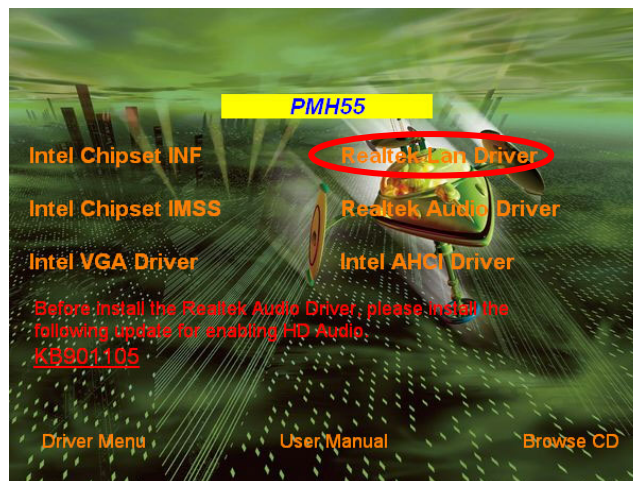 PMH55
Intel Chipset INF
Realtek Lan Driver
Intel Chipset IMSS
Realtek Audio Driver
Intel VGA Driver
Intel AHCI Driver
Before install the Realtek Audio Driver, please install the
following update for enabling HD Audio.
KB901105
Driver Menu
User Manual
Browse CD